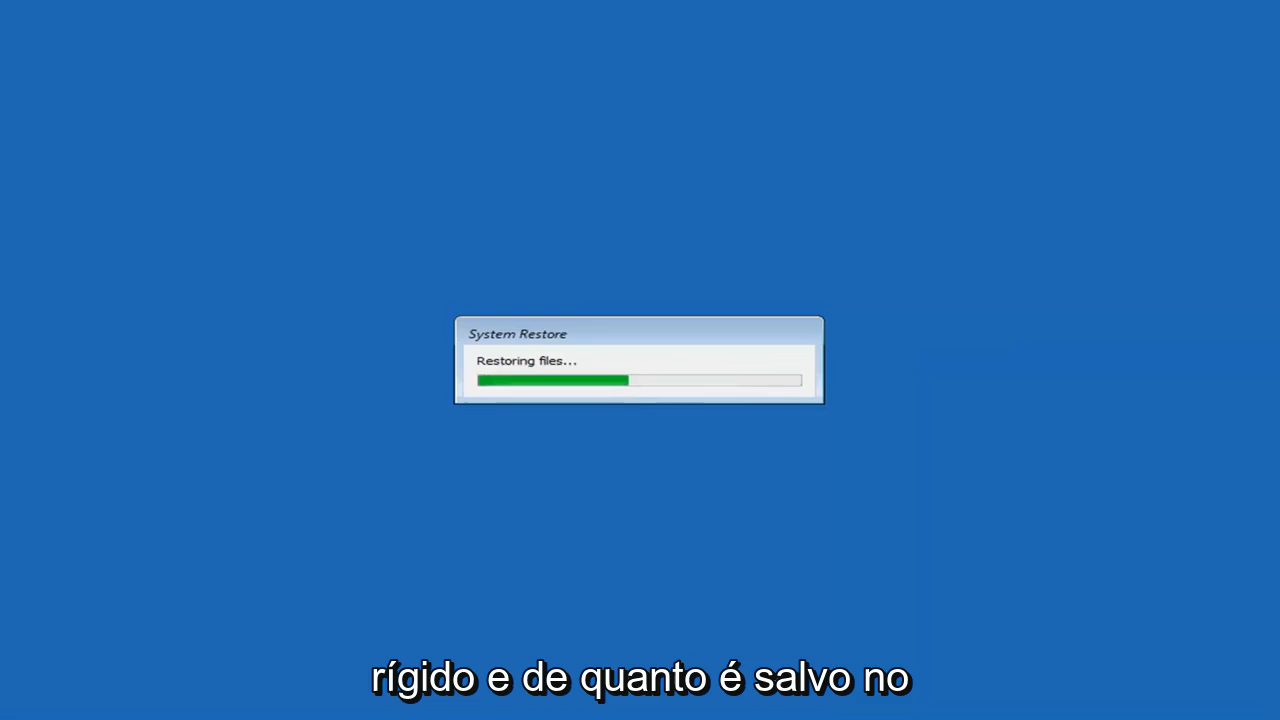 System Restore
Restoring files...
rígido e de quanto é salvo no